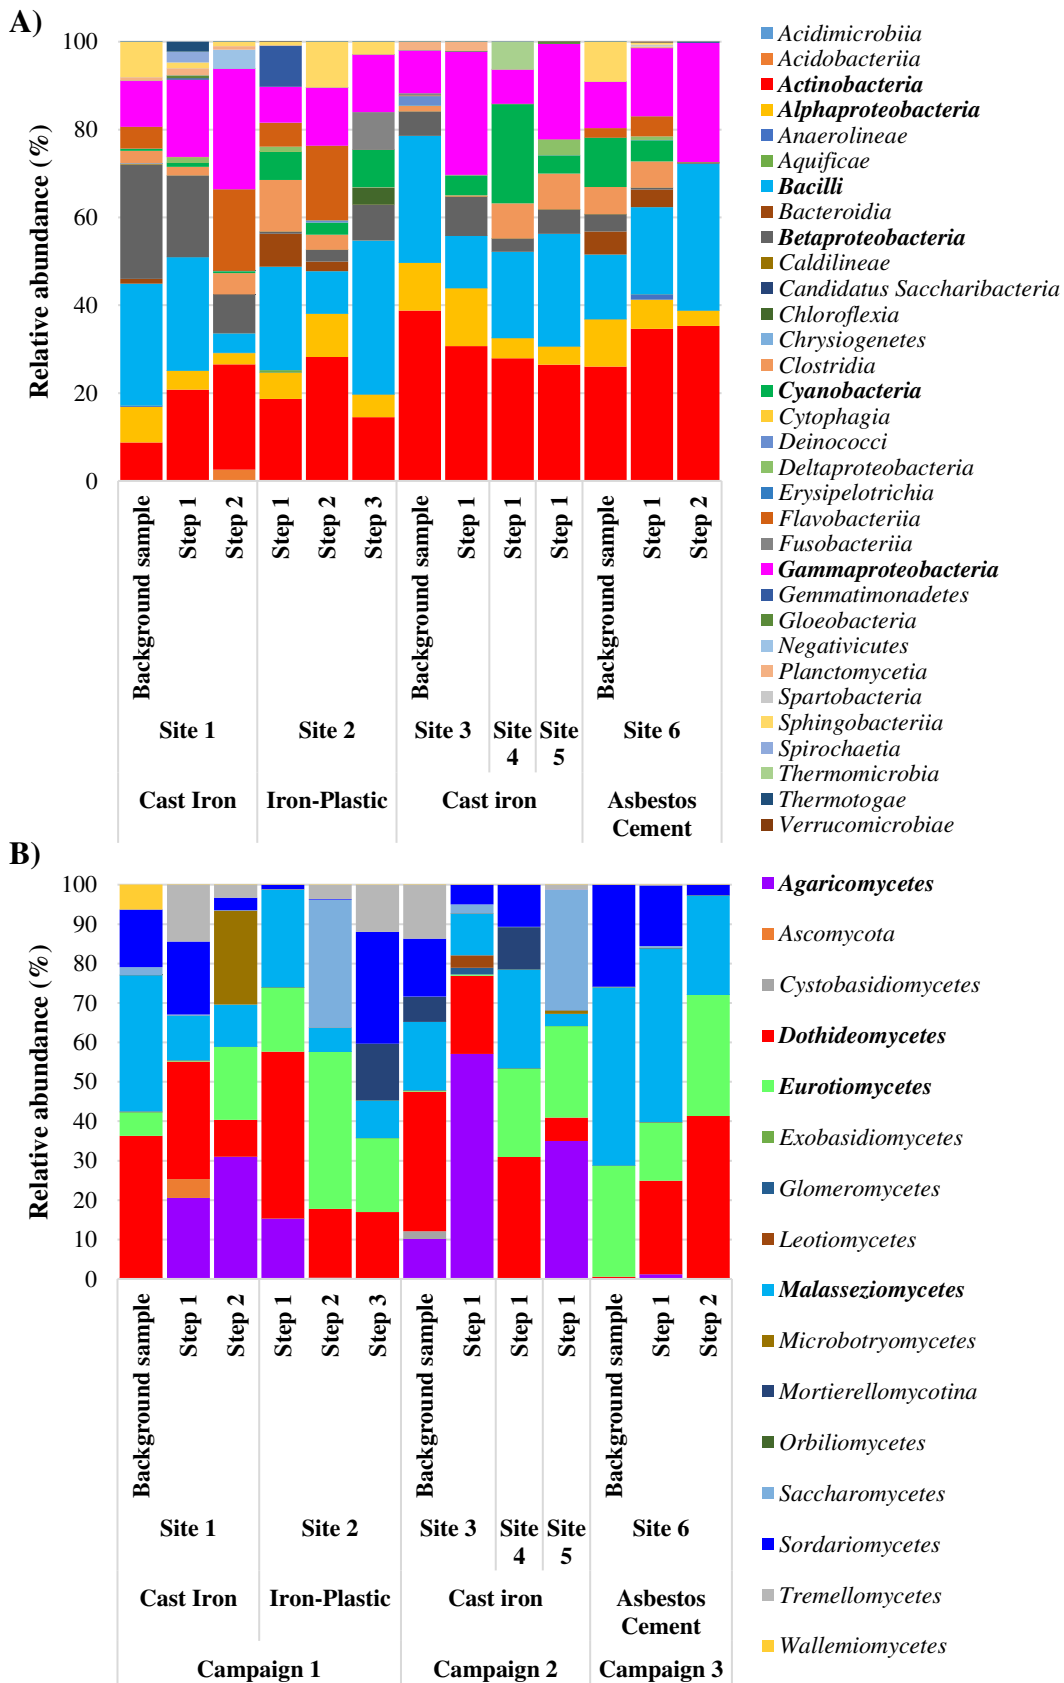 A)
Relative abundance (%)
100
80
60
40
20
0
Background sample
Step 1
Step 2
Step 1
Step 2
Step 3
Background sample
Step 1
Step 1
Step 1
Background sample
Step 1
Step 2
Site 1
Site 2
Site 3
Site 4
Site 5
Site 6
Cast Iron
Iron-Plastic
Cast iron
Asbestos
Cement
Acidimicrobiia
Acidobacteriia
Actinobacteria
Alphaproteobacteria
Anaerolineae
Aquificae
Bacilli
Bacteroidia
Betaproteobacteria
Caldilineae
Candidatus Saccharibacteria
Chloroflexia
Chrysiogenetes
Clostridia
Cyanobacteria
Cytophagia
Deinococci
Deltaproteobacteria
Erysipelotrichia
Flavobacteriia
Fusobacteriia
Gammaproteobacteria
Gemmatimonadetes
Gloeobacteria
Negativicutes
Planctomycetia
Spartobacteria
Sphingobacteriia
Spirochaetia
Thermomicrobia
Thermotogae
Verrucomicrobiae
B)
Relative abundance (%)
100
90
80
70
60
50
40
30
20
10
0
Background sample
Step 1
Step 2
Step 1
Step 2
Step 3
Background sample
Step 1
Step 1
Step 1
Background sample
Step 1
Step 2
Site 1
Site 2
Site 3
Site 4
Site 5
Site 6
Cast Iron
Iron-Plastic
Cast iron
Asbestos
Cement
Campaign 1
Campaign 2
Campaign 3
Agaricomycetes
Ascomycota
Cystobasidiomycetes
Dothideomycetes
Eurotiomycetes
Exobasidiomycetes
Glomeromycetes
Leotiomycetes
Malasseziomycetes
Microbotryomycetes
Mortierellomycotina
Orbiliomycetes
Saccharomycetes
Sordariomycetes
Tremellomycetes
Wallemiomycetes